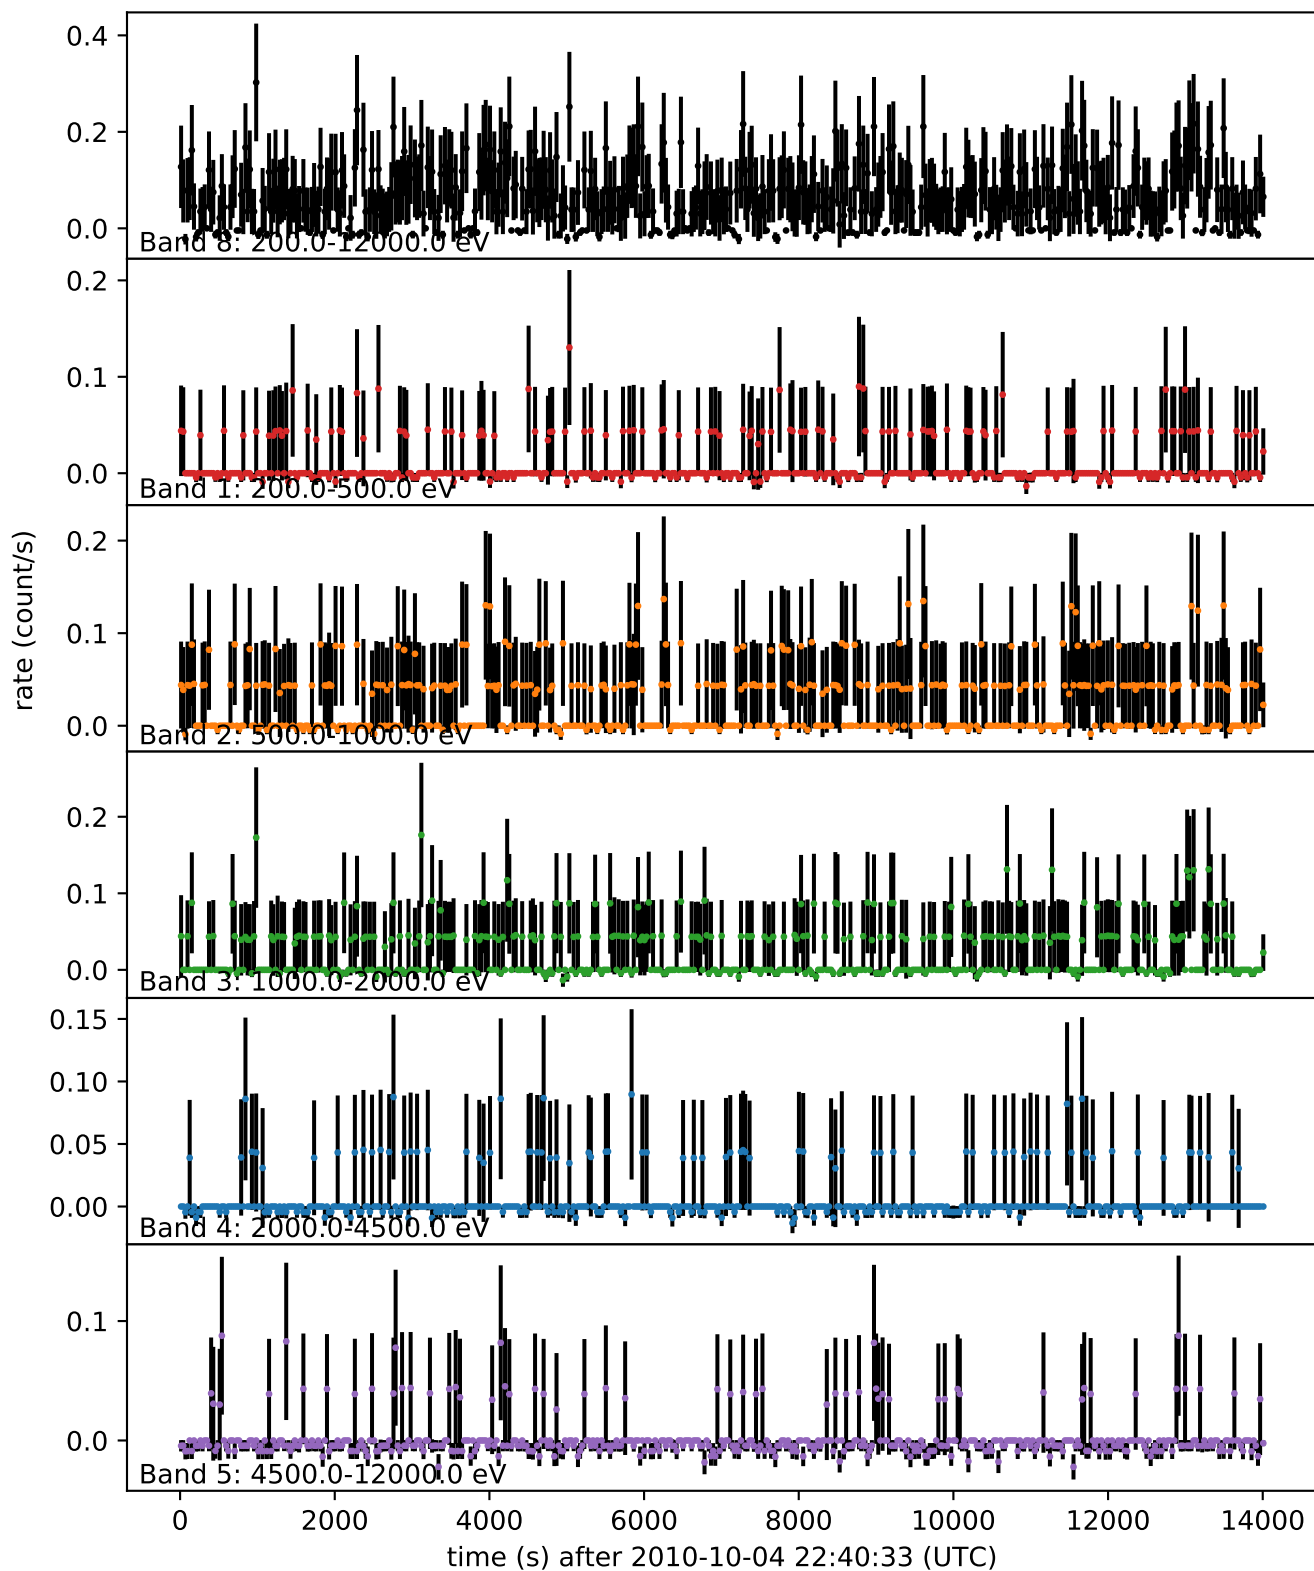 0.4
0.2
0.0
Band 8: 200.0-12000.0 eV
0.2
0.1
0.0
Band 1: 200.0-500.0 eV
0.2
0.1
0.0
Band 2: 500.0-1000.0 eV
rate (count/s)
0.2
0.1
0.0
Band 3: 1000.0-2000.0 eV
0.15
0.10
0.05
0.00
Band 4: 2000.0-4500.0 eV
0.1
0.0
Band 5: 4500.0-12000.0 eV
0 2000 4000 6000 8000 10000 12000 14000
time (s) after 2010-10-04 22:40:33 (UTC)